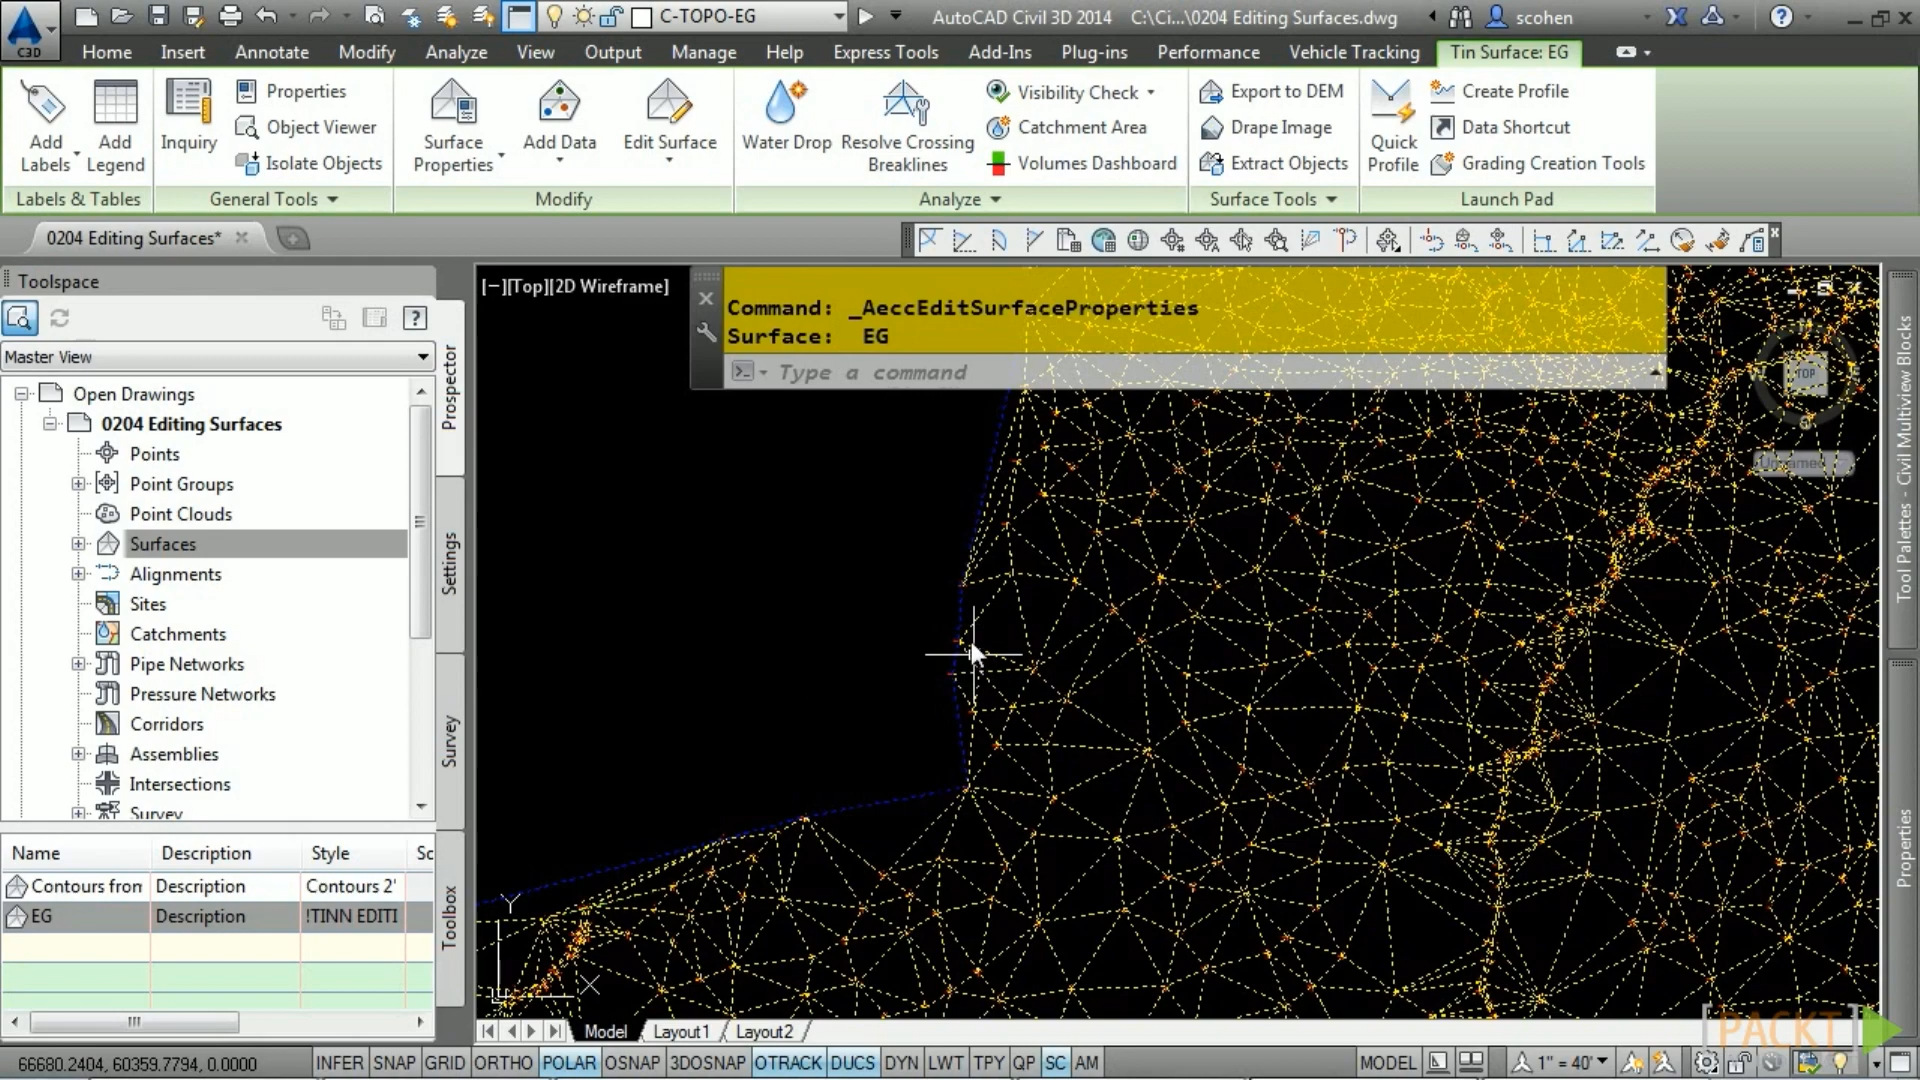 C-TOPO-EG
AutoCAD Civil 3D 2014 C:\Ci...\0204 Editing Surfaces.dwg
scohen
C3D
Home Insert Annotate Modify Analyze View Output Manage Help Express Tools Add-Ins Plug-ins Performance Vehicle Tracking Tin Surface: EG
Add Labels
Add Legend
Inquiry
Properties
Object Viewer
Isolate Objects
Surface Properties
Add Data
Edit Surface
Water Drop
Resolve Crossing Breaklines
Visibility Check
Catchment Area
Volumes Dashboard
Export to DEM
Drape Image
Extract Objects
Quick Profile
Create Profile
Data Shortcut
Grading Creation Tools
Labels & Tables General Tools Modify Analyze Surface Tools Launch Pad
0204 Editing Surfaces*
Toolspace
Master View
Open Drawings
0204 Editing Surfaces
Points
Point Groups
Point Clouds
Surfaces
Alignments
Sites
Catchments
Pipe Networks
Pressure Networks
Corridors
Assemblies
Intersections
Survey
Prospector
Settings
Survey
Toolbox
Name Description Style Sc
Contours fron Description Contours 2'
EG Description !TINN EDITI
[−][Top][2D Wireframe]
Command: _AeccEditSurfaceProperties
Surface: EG
Type a command
TOP
Unnamed
Tool Palettes - Civil Multiview Blocks
Properties
Y
X
PACKT
Model Layout1 Layout2
66680.2404, 60359.7794, 0.0000
INFER SNAP GRID ORTHO POLAR OSNAP 3DOSNAP OTRACK DUCS DYN LWT TPY QP SC AM
MODEL
1" = 40'